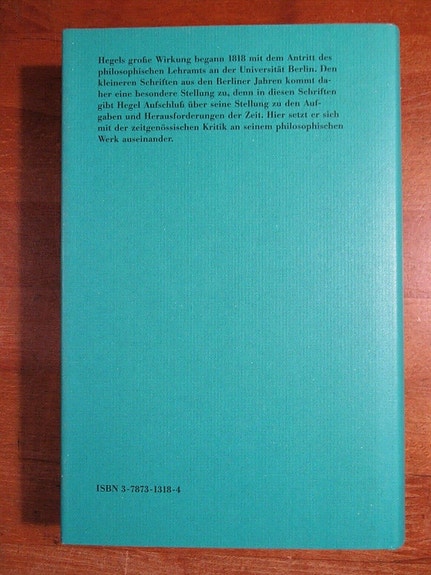 Hegels große Wirkung begann 1818 mit dem Antritt des
philosophischen Lehramts an der Universität Berlin. Den
kleineren Schriften aus den Berliner Jahren kommt da-
her eine besondere Stellung zu, denn in diesen Schriften
gibt Hegel Aufschluß über seine Stellung zu den Auf-
gaben und Herausforderungen der Zeit. Hier setzt er sich
mit der zeitgenössischen Kritik an seinem philosophischen
Werk auseinander.
ISBN 3-7873-1318-4